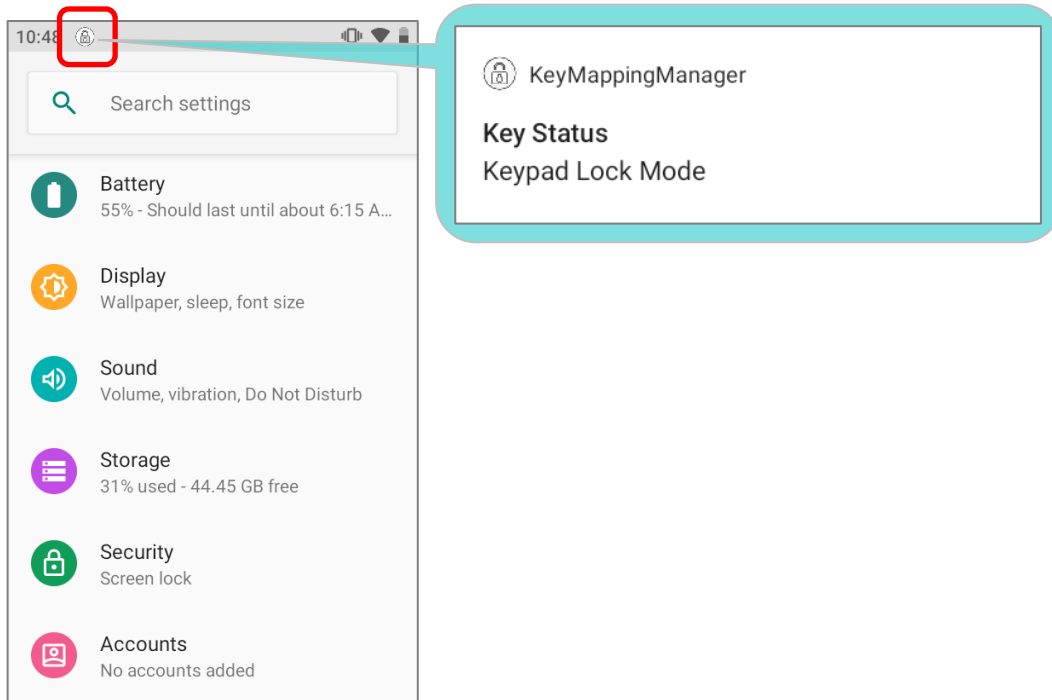 10:48
Search settings
Battery
55% - Should last until about 6:15 A...
Display
Wallpaper, sleep, font size
Sound
Volume, vibration, Do Not Disturb
Storage
31% used - 44.45 GB free
Security
Screen lock
Accounts
No accounts added
KeyMappingManager
Key Status
Keypad Lock Mode